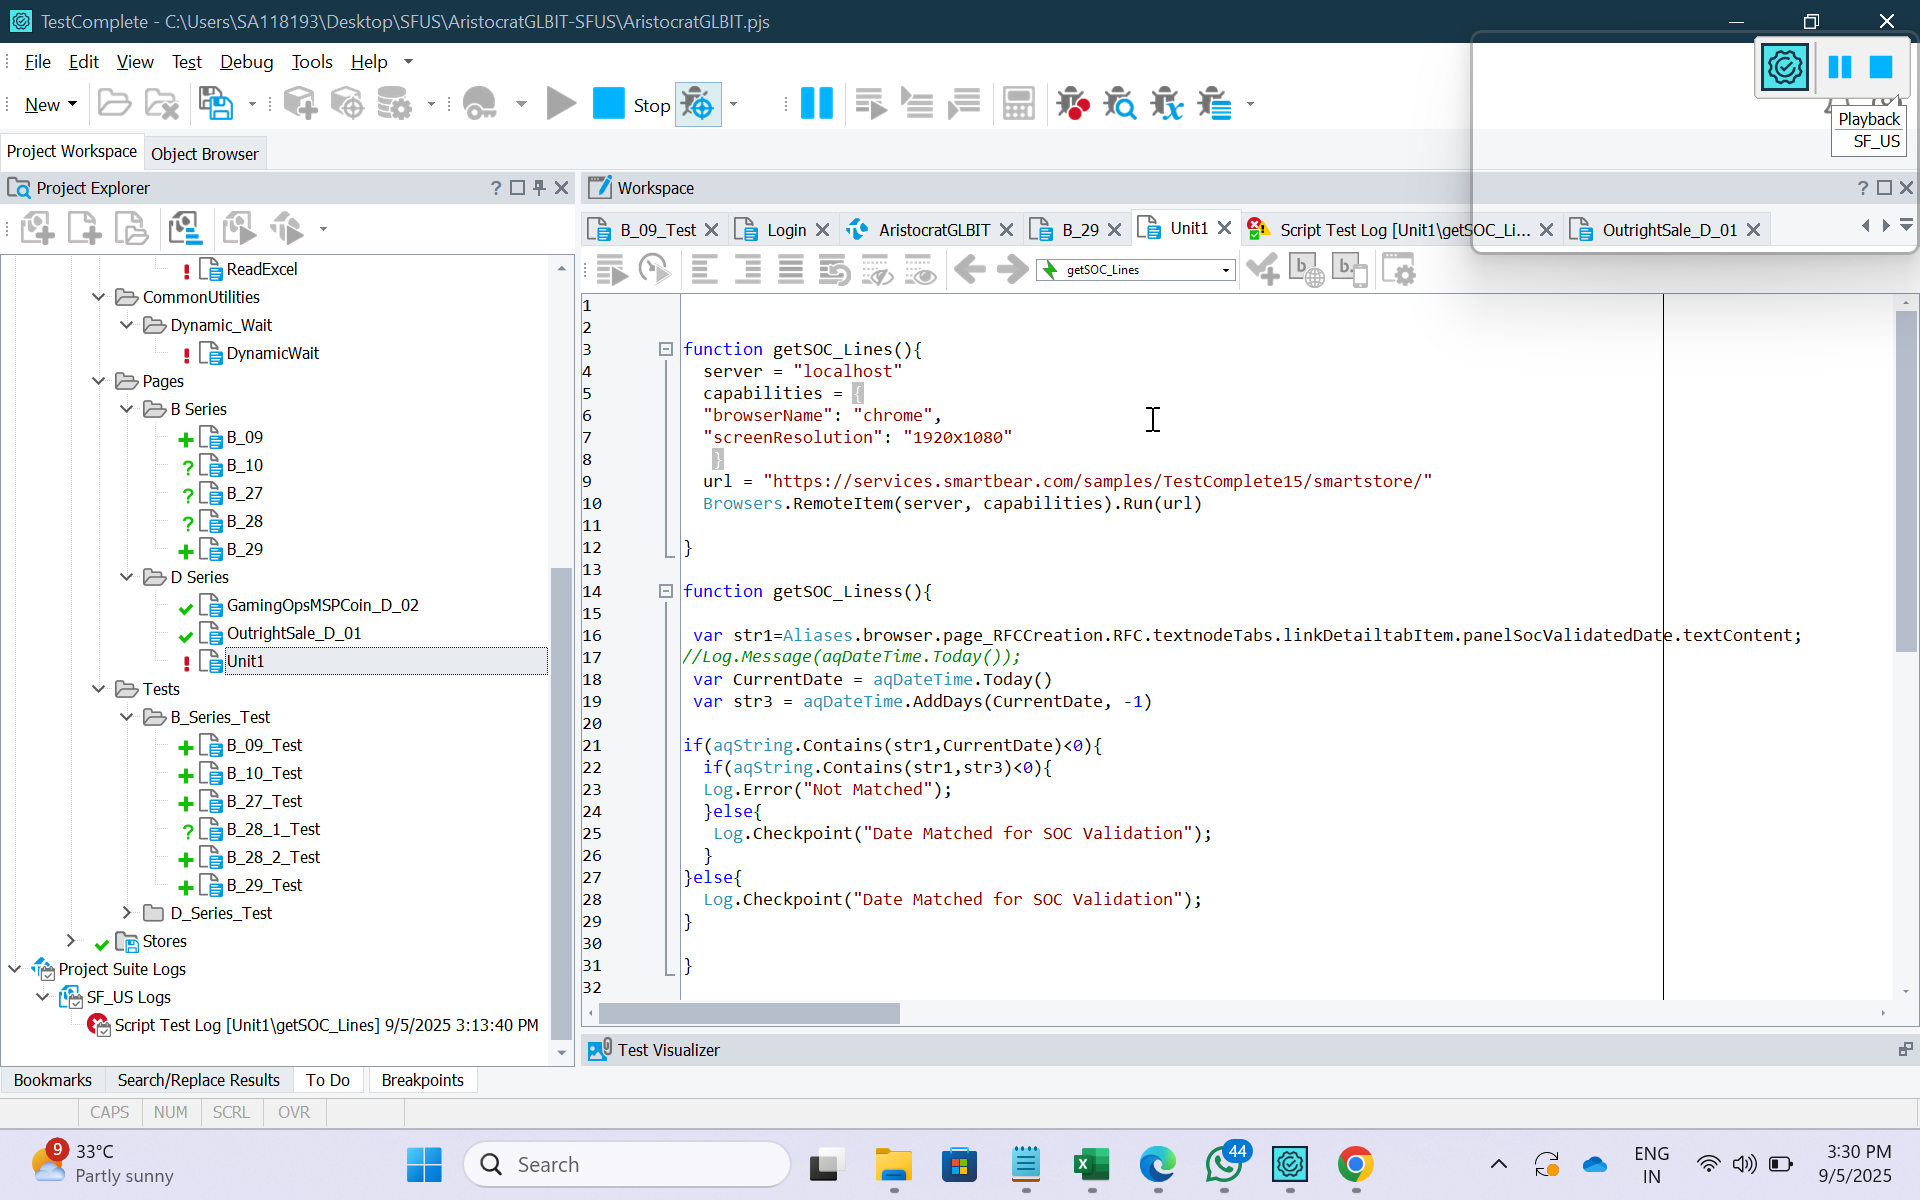 TestComplete - C:\Users\SA118193\Desktop\SFUS\AristocratGLBIT-SFUS\AristocratGLBIT.pjs
File Edit View Test Debug Tools Help
New Stop
Playback
SF_US
Project Workspace Object Browser
Project Explorer
Workspace
B_09_Test Login AristocratGLBIT B_29 Unit1 Script Test Log [Unit1\getSOC_Li... OutrightSale_D_01
getSOC_Lines
ReadExcel
CommonUtilities
Dynamic_Wait
DynamicWait
Pages
B Series
B_09
B_10
B_27
B_28
B_29
D Series
GamingOpsMSPCoin_D_02
OutrightSale_D_01
Unit1
Tests
B_Series_Test
B_09_Test
B_10_Test
B_27_Test
B_28_1_Test
B_28_2_Test
B_29_Test
D_Series_Test
Stores
Project Suite Logs
SF_US Logs
Script Test Log [Unit1\getSOC_Lines] 9/5/2025 3:13:40 PM
1
2
3 function getSOC_Lines(){
4 server = "localhost"
5 capabilities = {
6 "browserName": "chrome",
7 "screenResolution": "1920x1080"
8 }
9 url = "https://services.smartbear.com/samples/TestComplete15/smartstore/"
10 Browsers.RemoteItem(server, capabilities).Run(url)
11
12 }
13
14 function getSOC_Liness(){
15
16 var str1=Aliases.browser.page_RFCCreation.RFC.textnodeTabs.linkDetailtabItem.panelSocValidatedDate.textContent;
17 //Log.Message(aqDateTime.Today());
18 var CurrentDate = aqDateTime.Today()
19 var str3 = aqDateTime.AddDays(CurrentDate, -1)
20
21 if(aqString.Contains(str1,CurrentDate)<0){
22 if(aqString.Contains(str1,str3)<0){
23 Log.Error("Not Matched");
24 }else{
25 Log.Checkpoint("Date Matched for SOC Validation");
26 }
27 }else{
28 Log.Checkpoint("Date Matched for SOC Validation");
29 }
30
31 }
32
Test Visualizer
Bookmarks Search/Replace Results To Do Breakpoints
CAPS NUM SCRL OVR
9 33°C
Partly sunny
Search
44
ENG
IN
3:30 PM
9/5/2025